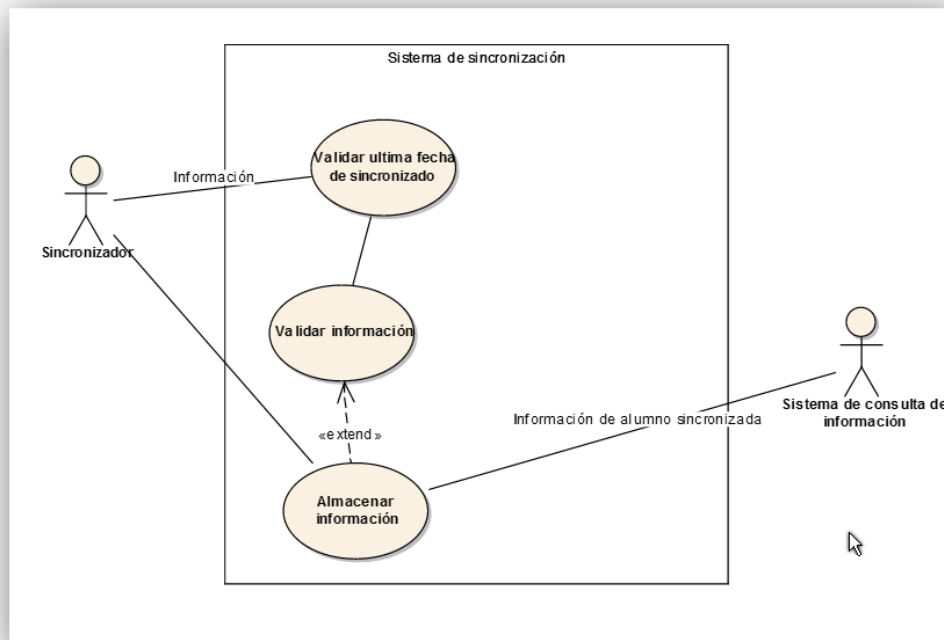 Sistema de sincronización
Validar ultima fecha
de sincronizado
Información
Sincronizador
Validar información
Sistema de consulta de
información
Información de alumno sincronizada
«extend»
Almacenar
información